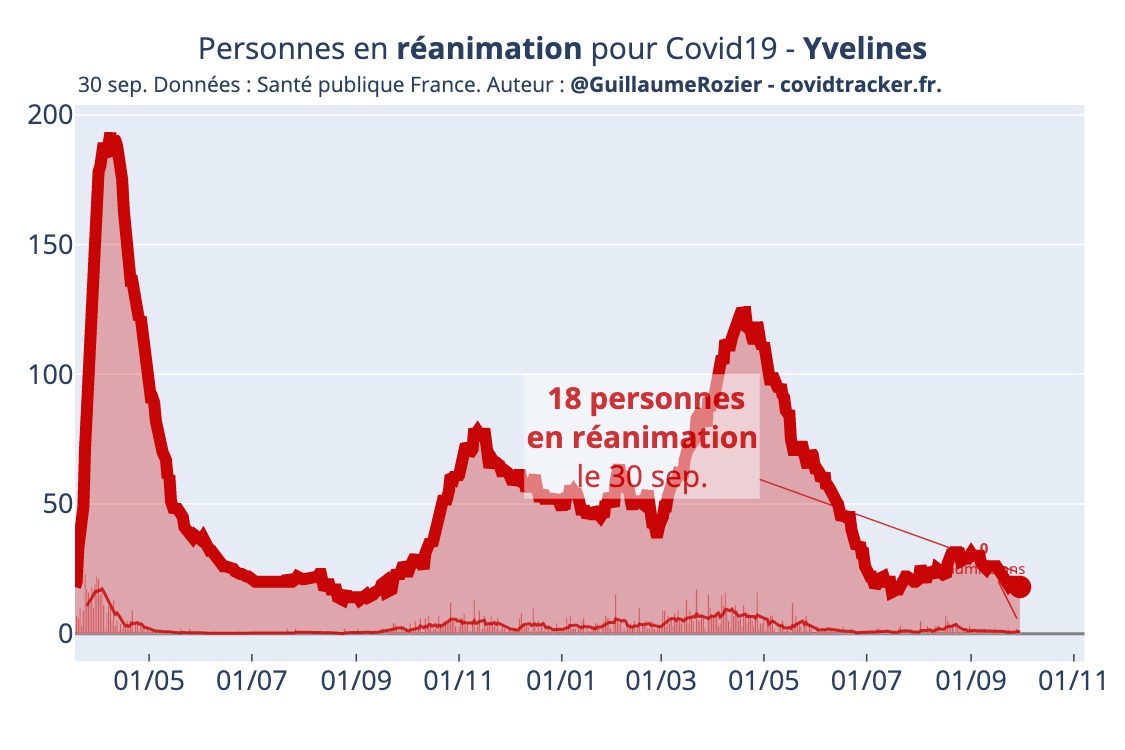 Personnes en réanimation pour Covid19 - Yvelines
30 sep. Données : Santé publique France. Auteur : @GuillaumeRozier - covidtracker.fr.
200
150
100
50
0
18 personnes
en réanimation
le 30 sep.
0
01/05 01/07 01/09 01/11 01/01 01/03 01/05 01/07 01/09 01/11